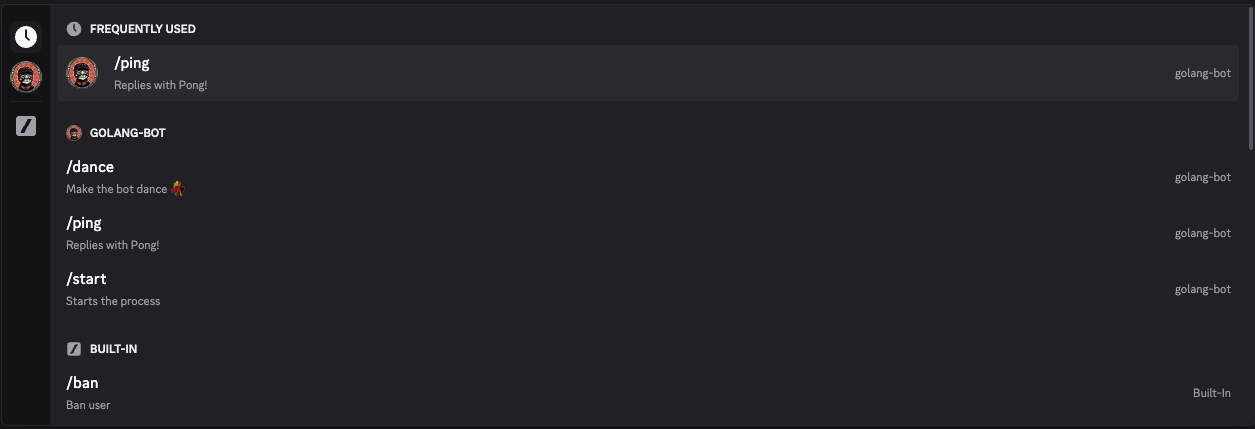 FREQUENTLY USED
/ping
Replies with Pong!
golang-bot
GOLANG-BOT
/dance
Make the bot dance 💃
golang-bot
/ping
Replies with Pong!
golang-bot
/start
Starts the process
golang-bot
BUILT-IN
/ban
Ban user
Built-In